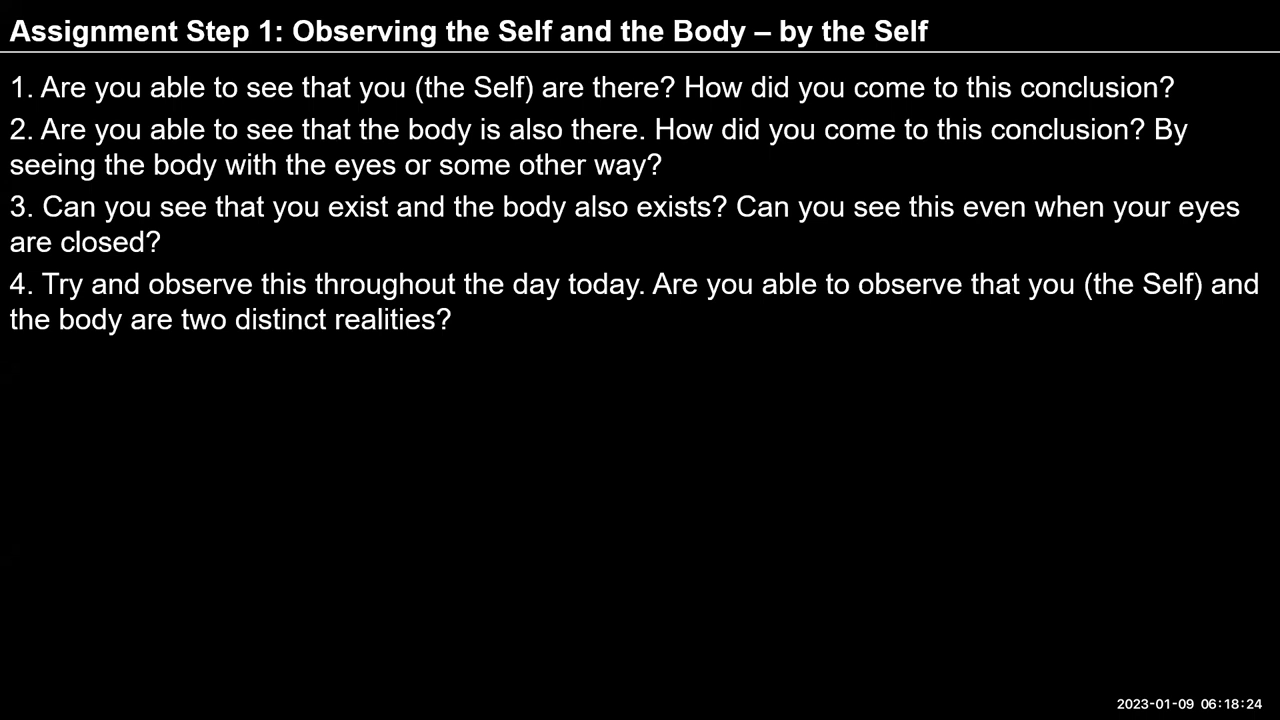 Assignment Step 1: Observing the Self and the Body – by the Self
1. Are you able to see that you (the Self) are there? How did you come to this conclusion?
2. Are you able to see that the body is also there. How did you come to this conclusion? By
seeing the body with the eyes or some other way?
3. Can you see that you exist and the body also exists? Can you see this even when your eyes
are closed?
4. Try and observe this throughout the day today. Are you able to observe that you (the Self) and
the body are two distinct realities?
2023-01-09 06:18:24